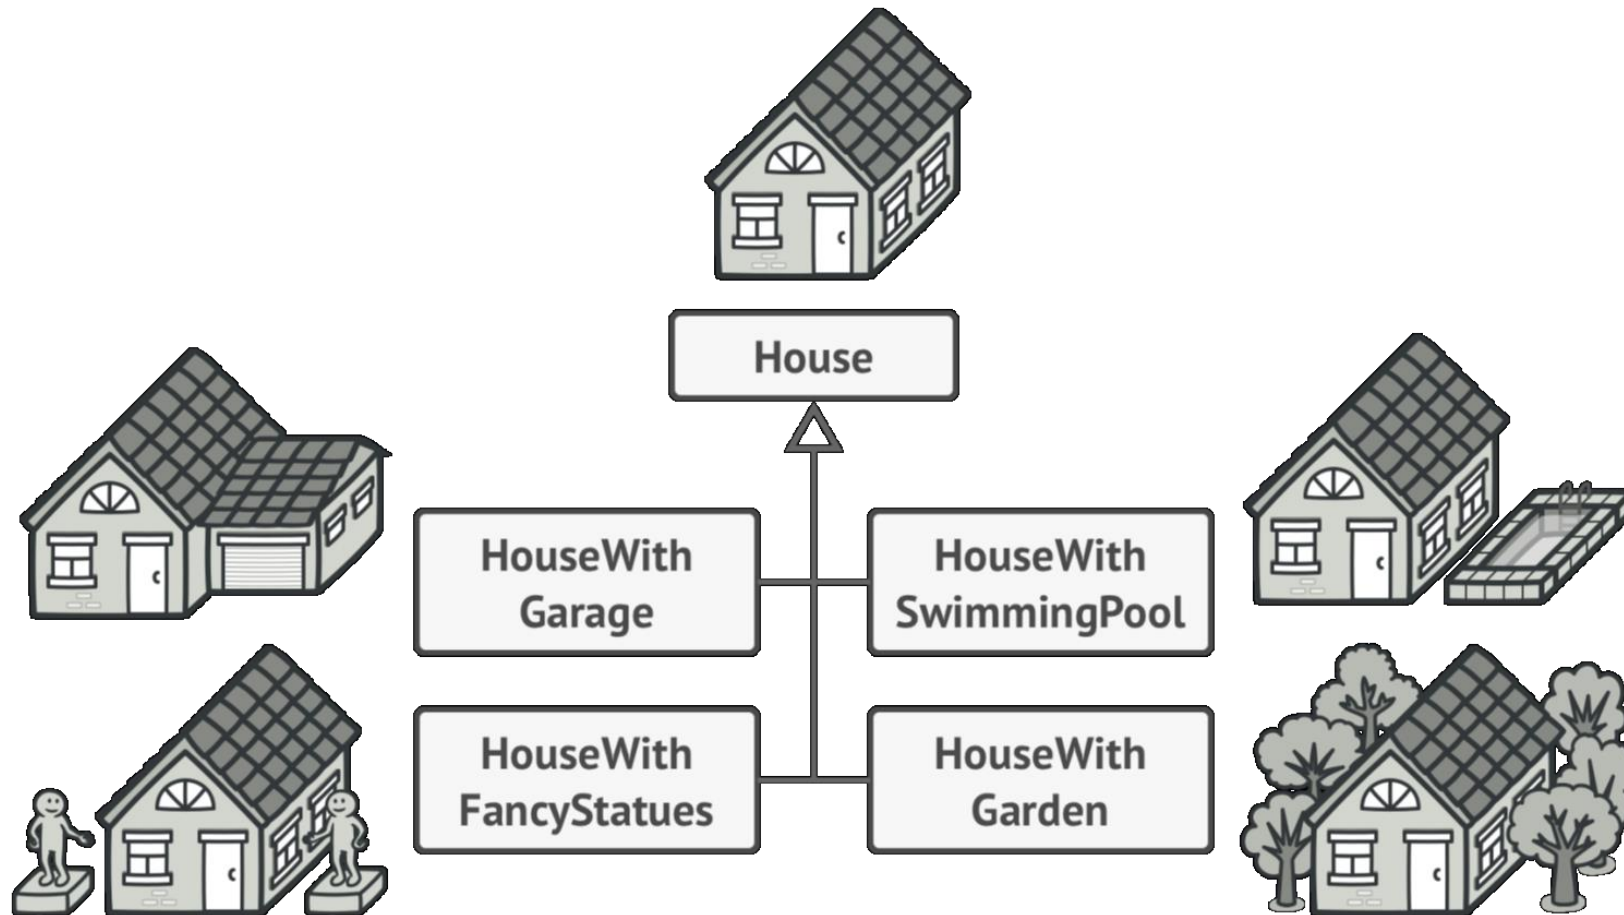 House
HouseWith
Garage
HouseWith
SwimmingPool
HouseWith
FancyStatues
HouseWith
Garden